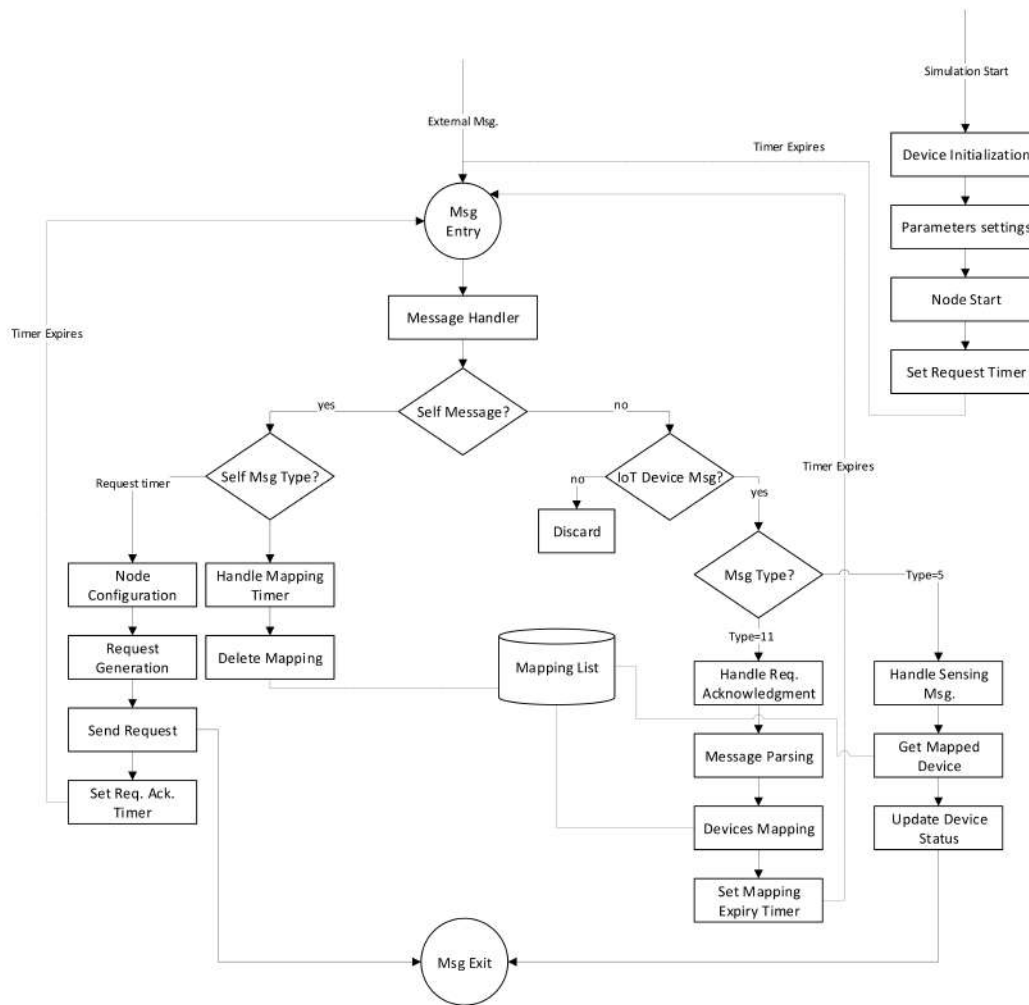 Simulation Start
External Msg.
Timer Expires
Device Initialization
Msg
Entry
Parameters settings
Node Start
Message Handler
Timer Expires
Set Request Timer
yes
Self Message?
no
Timer Expires
Self Msg Type?
IoT Device Msg?
Request timer
no
yes
Discard
Node
Configuration
Handle Mapping
Timer
Msg Type?
Type=5
Type=11
Request
Generation
Delete Mapping
Mapping List
Handle Req.
Acknowledgment
Handle Sensing
Msg.
Send Request
Message Parsing
Get Mapped
Device
Set Req. Ack.
Timer
Devices Mapping
Update Device
Status
Set Mapping
Expiry Timer
Msg Exit